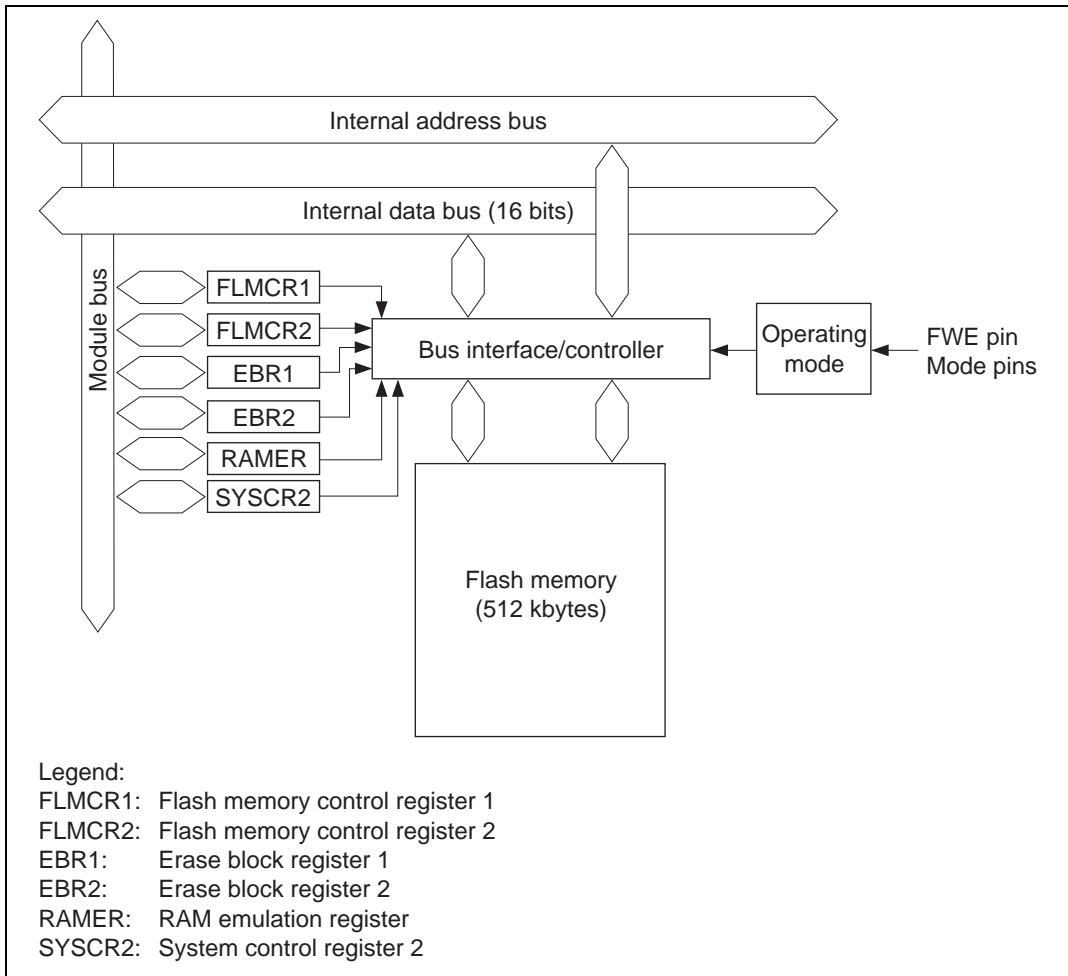 Internal address bus
Internal data bus (16 bits)
Module bus
FLMCR1
FLMCR2
EBR1
EBR2
RAMER
SYSCR2
Bus interface/controller
Operating
mode
FWE pin
Mode pins
Flash memory
(512 kbytes)
Legend:
FLMCR1: Flash memory control register 1
FLMCR2: Flash memory control register 2
EBR1: Erase block register 1
EBR2: Erase block register 2
RAMER: RAM emulation register
SYSCR2: System control register 2